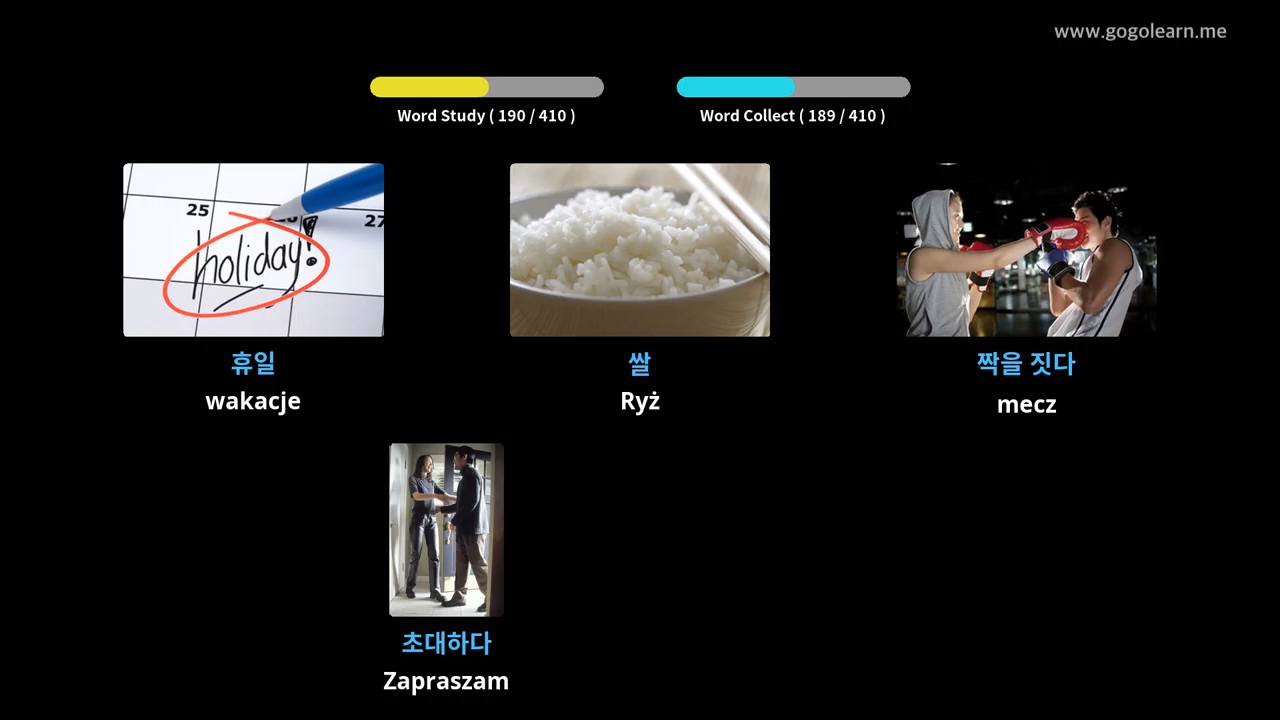 www.gogolearn.me
Word Study ( 190 / 410 )
Word Collect ( 189 / 410 )
25
27
holiday!
휴일
쌀
짝을 짓다
wakacje
Ryż
mecz
초대하다
Zapraszam